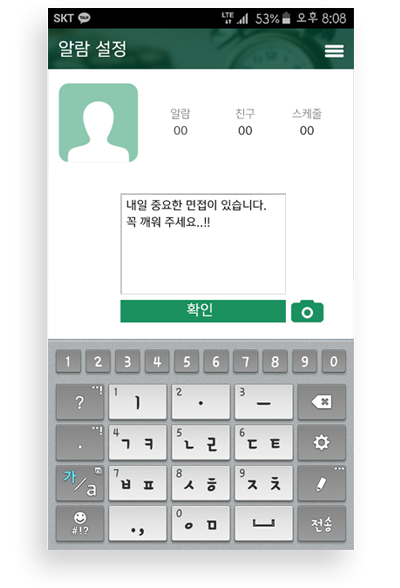 SKT TALK LTE 53% 오후 8:08
알람 설정
알람 친구 스케줄
00 00 00
내일 중요한 면접이 있습니다.
꼭 깨워 주세요..!!
확인
1 2 3 4 5 6 7 8 9 0
? ...! 1 ㅣ 2 · 3 ㅡ
. ...! 4 ㄱ ㅋ 5 ㄴ ㄹ 6 ㄷ ㅌ
가/a 7 ㅂ ㅍ 8 ㅅ ㅎ 9 ㅈ ㅊ ...
#!? ., 0 ㅇ ㅁ 전송